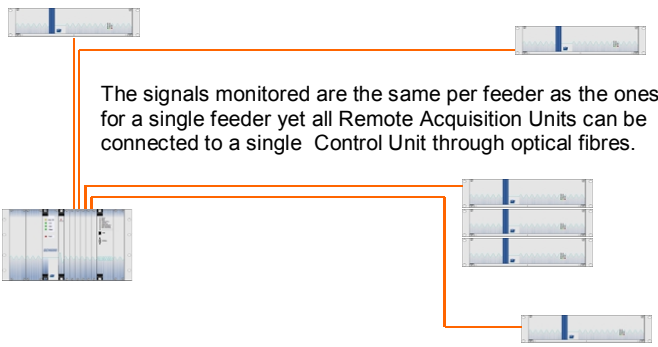 The signals monitored are the same per feeder as the ones
for a single feeder yet all Remote Acquisition Units can be
connected to a single Control Unit through optical fibres.